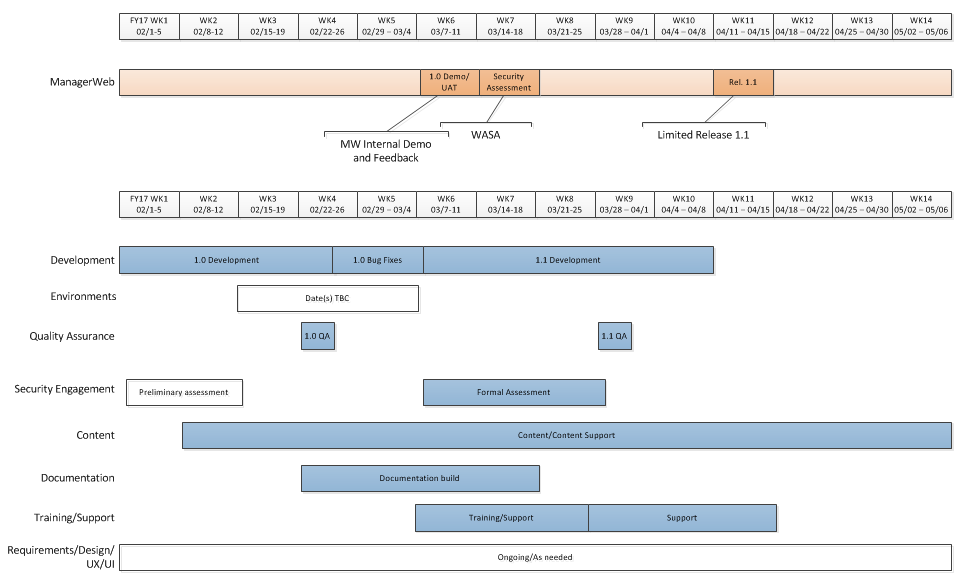 FY17 WK1 WK2 WK3 WK4 WK5 WK6 WK7 WK8 WK9 WK10 WK11 WK12 WK13 WK14
02/1-5 02/8-12 02/15-19 02/22-26 02/29 – 03/4 03/7-11 03/14-18 03/21-25 03/28 – 04/1 04/4 – 04/8 04/11 – 04/15 04/18 – 04/22 04/25 – 04/30 05/02 – 05/06
ManagerWeb
1.0 Demo/
UAT
Security
Assessment
Rel. 1.1
MW Internal Demo
and Feedback
WASA
Limited Release 1.1
FY17 WK1 WK2 WK3 WK4 WK5 WK6 WK7 WK8 WK9 WK10 WK11 WK12 WK13 WK14
02/1-5 02/8-12 02/15-19 02/22-26 02/29 – 03/4 03/7-11 03/14-18 03/21-25 03/28 – 04/1 04/4 – 04/8 04/11 – 04/15 04/18 – 04/22 04/25 – 04/30 05/02 – 05/06
Development 1.0 Development 1.0 Bug Fixes 1.1 Development
Environments Date(s) TBC
Quality Assurance 1.0 QA 1.1 QA
Security Engagement Preliminary assessment Formal Assessment
Content Content/Content Support
Documentation Documentation build
Training/Support Training/Support Support
Requirements/Design/
UX/UI
Ongoing/As needed